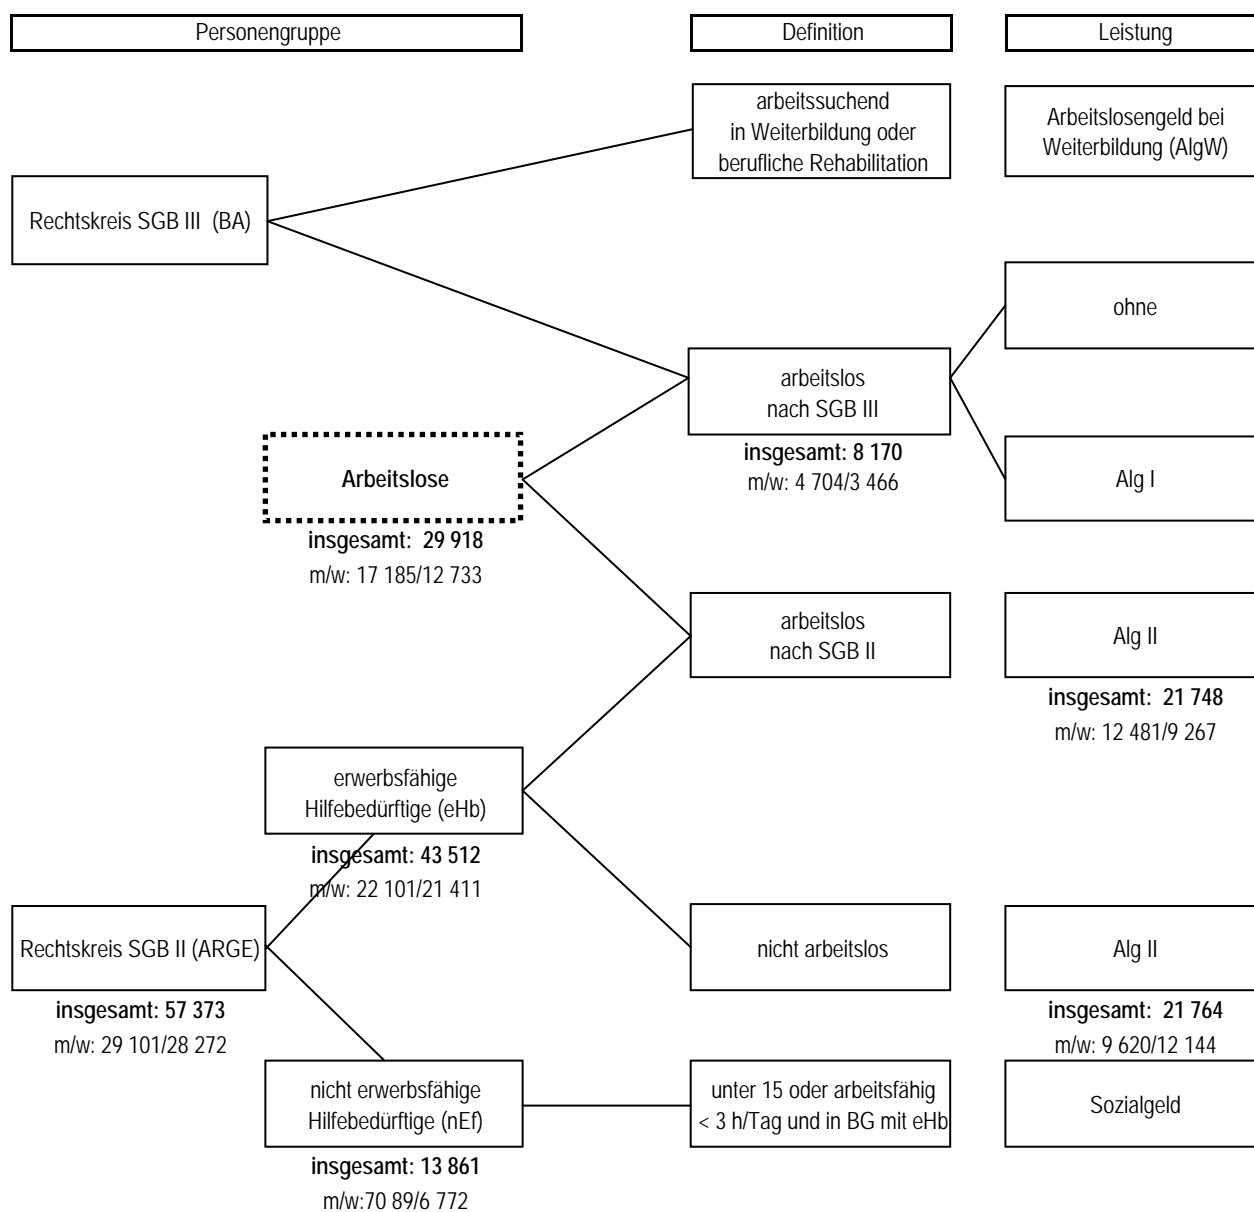 Personengruppe
Definition
Leistung
arbeitssuchend
in Weiterbildung oder
berufliche Rehabilitation
Arbeitslosengeld bei
Weiterbildung (AlgW)
Rechtskreis SGB III (BA)
ohne
arbeitslos
nach SGB III
insgesamt: 8 170
m/w: 4 704/3 466
Alg I
Arbeitslose
insgesamt: 29 918
m/w: 17 185/12 733
arbeitslos
nach SGB II
Alg II
insgesamt: 21 748
m/w: 12 481/9 267
erwerbsfähige
Hilfebedürftige (eHb)
insgesamt: 43 512
m/w: 22 101/21 411
Rechtskreis SGB II (ARGE)
insgesamt: 57 373
m/w: 29 101/28 272
nicht arbeitslos
Alg II
insgesamt: 21 764
m/w: 9 620/12 144
nicht erwerbsfähige
Hilfebedürftige (nEf)
insgesamt: 13 861
m/w:70 89/6 772
unter 15 oder arbeitsfähig
< 3 h/Tag und in BG mit eHb
Sozialgeld